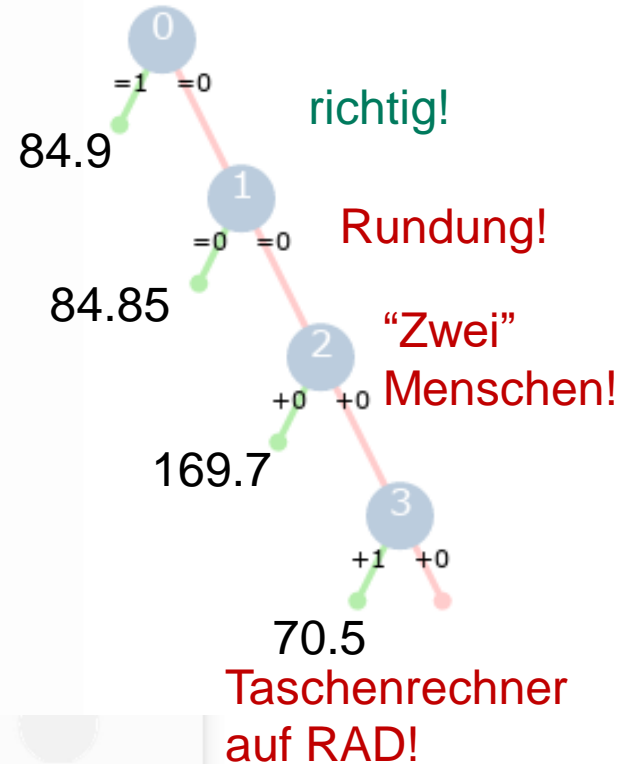 0
=1 =0
richtig!
84.9
1
=0 =0
Rundung!
84.85
2
“Zwei”
Menschen!
+0 +0
169.7
3
+1 +0
70.5
Taschenrechner
auf RAD!